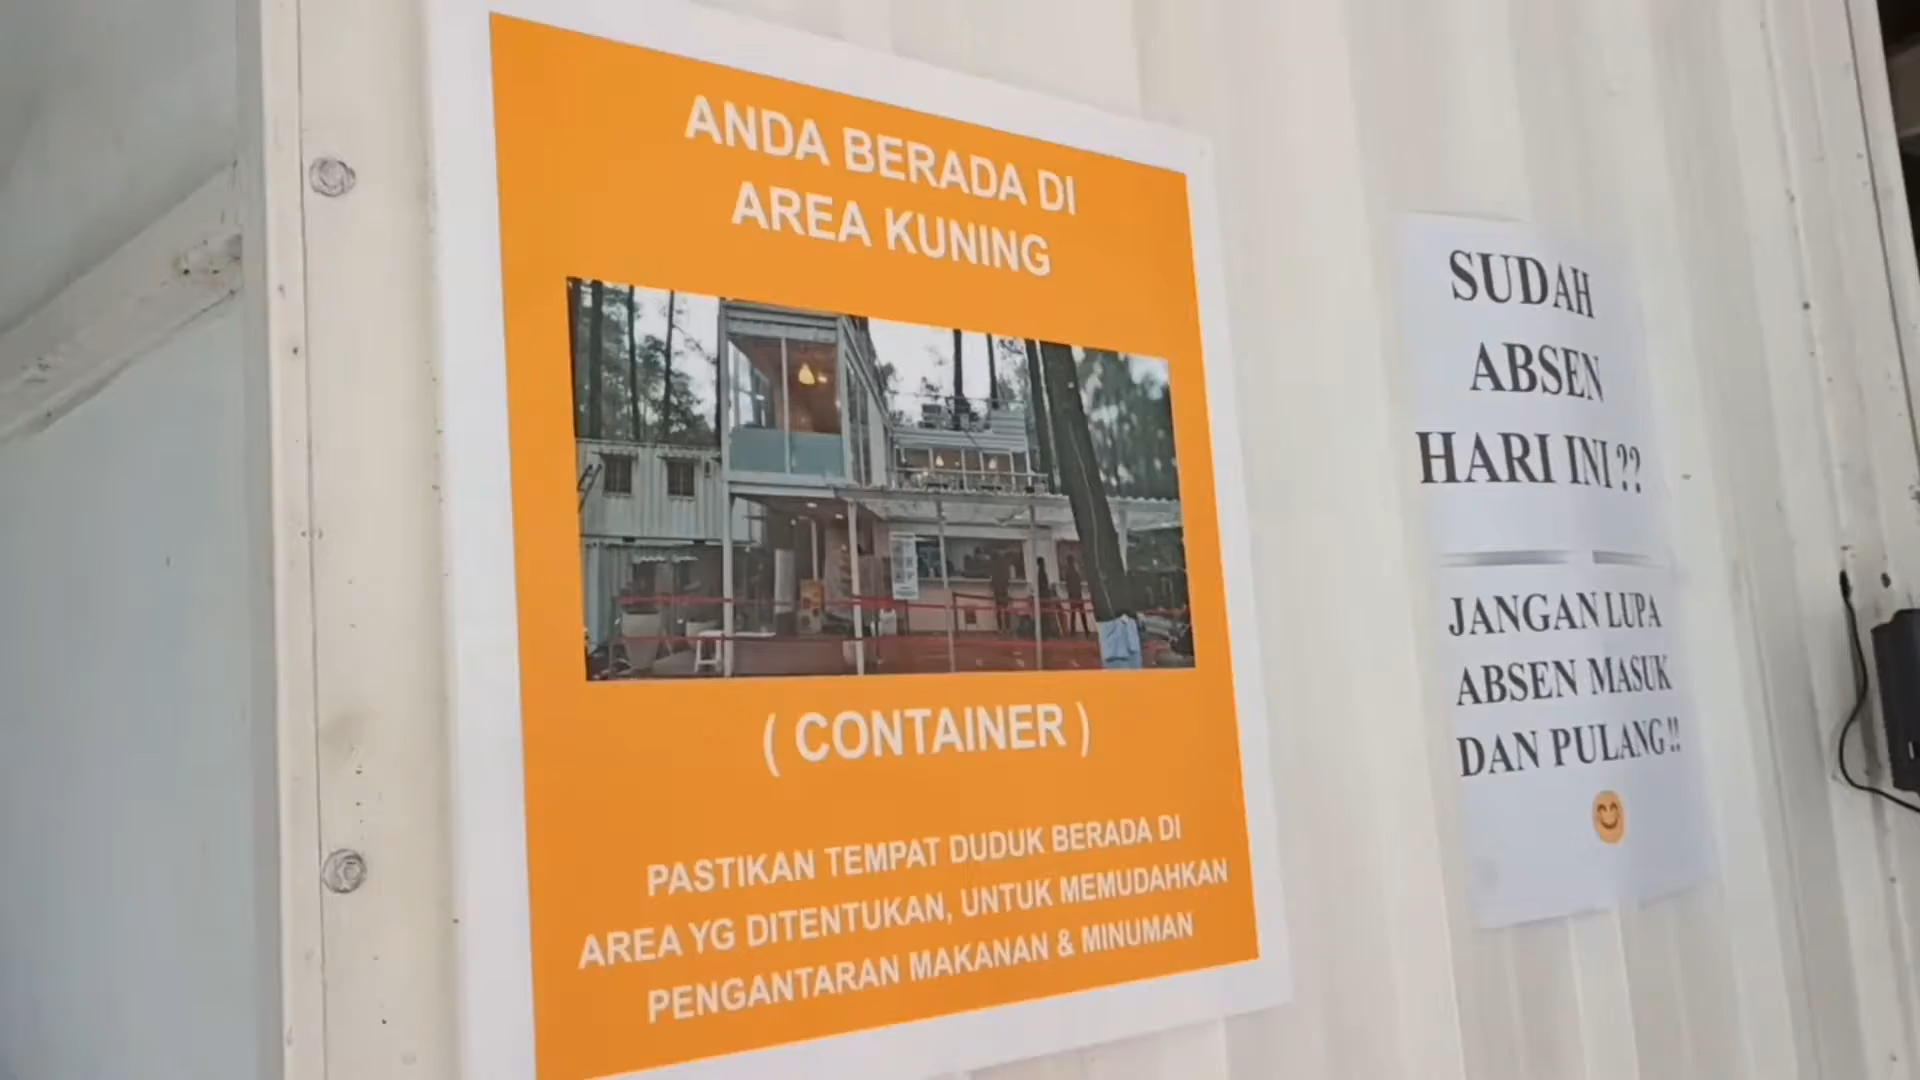 ANDA BERADA DI
AREA KUNING
( CONTAINER )
PASTIKAN TEMPAT DUDUK BERADA DI
AREA YG DITENTUKAN, UNTUK MEMUDAHKAN
PENGANTARAN MAKANAN & MINUMAN
SUDAH
ABSEN
HARI INI??
JANGAN LUPA
ABSEN MASUK
DAN PULANG!!